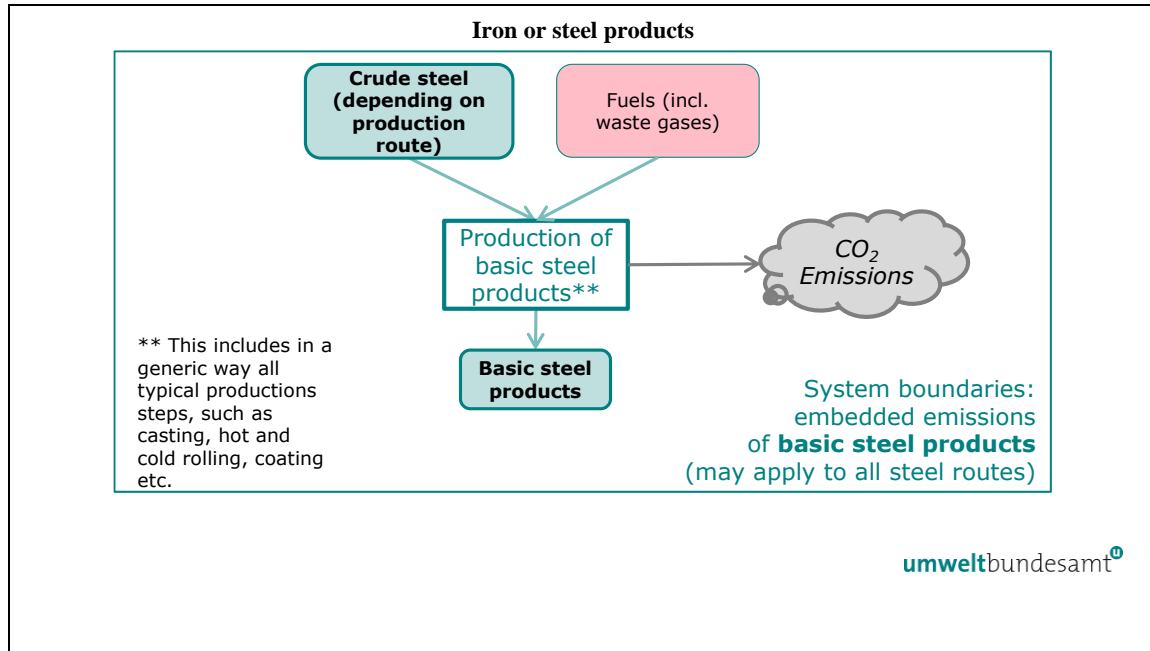 Iron or steel products
Crude steel
(depending on
production
route)
Fuels (incl.
waste gases)
Production of
basic steel
products**
CO₂
Emissions
Basic steel
products
** This includes in a
generic way all
typical productions
steps, such as
casting, hot and
cold rolling, coating
etc.
System boundaries:
embedded emissions
of basic steel products
(may apply to all steel routes)
umweltbundesamt u